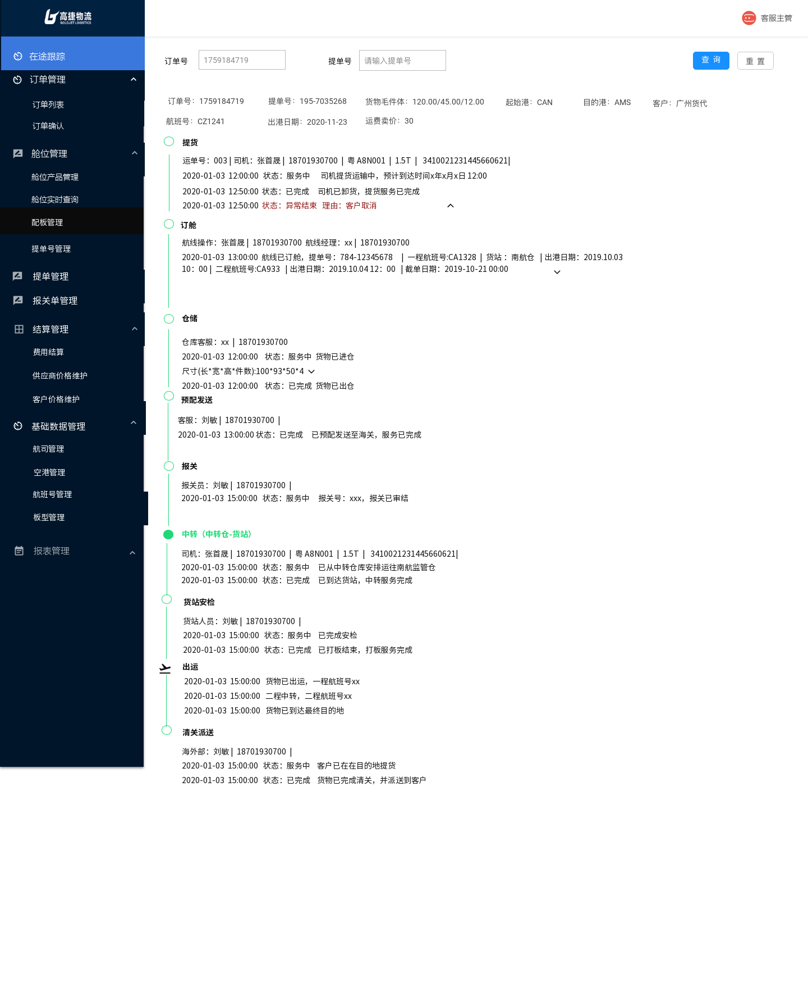 高捷物流
GOLDJET LOGISTICS
客服主管
在途跟踪
订单管理
订单列表
订单确认
舱位管理
舱位产品管理
舱位实时查询
配板管理
提单号管理
提单管理
报关单管理
结算管理
费用结算
供应商价格维护
客户价格维护
基础数据管理
航司管理
空港管理
航班号管理
板型管理
报表管理
订单号 1759184719 提单号 请输入提单号 查 询 重 置
订单号：1759184719 提单号：195-7035268 货物毛件体：120.00/45.00/12.00 起始港：CAN 目的港：AMS 客户：广州货代
航班号：CZ1241 出港日期：2020-11-23 运费卖价：30
提货
运单号：003 | 司机：张首晟 | 18701930700 | 粤 A8N001 | 1.5T | 3410021231445660621|
2020-01-03 12:00:00 状态：服务中 司机提货运输中，预计到达时间x年x月x日 12:00
2020-01-03 12:50:00 状态：已完成 司机已卸货，提货服务已完成
2020-01-03 12:50:00 状态：异常结束 理由：客户取消
订舱
航线操作：张首晟 | 18701930700 航线经理：xx | 18701930700
2020-01-03 13:00:00 航线已订舱，提单号：784-12345678 | 一程航班号:CA1328 | 货站：南航仓 | 出港日期：2019.10.03
10：00 | 二程航班号:CA933 | 出港日期：2019.10.04 12：00 | 截单日期：2019-10-21 00:00
仓储
仓库客服：xx | 18701930700
2020-01-03 12:00:00 状态：服务中 货物已进仓
尺寸(长*宽*高*件数):100*93*50*4
2020-01-03 12:00:00 状态：已完成 货物已出仓
预配发送
客服：刘敏 | 18701930700 |
2020-01-03 13:00:00 状态：已完成 已预配发送至海关，服务已完成
报关
报关员：刘敏 | 18701930700 |
2020-01-03 15:00:00 状态：服务中 报关号：xxx，报关已审结
中转（中转仓-货站）
司机：张首晟 | 18701930700 | 粤 A8N001 | 1.5T | 3410021231445660621|
2020-01-03 15:00:00 状态：服务中 已从中转仓库安排运往南航监管仓
2020-01-03 15:00:00 状态：已完成 已到达货站，中转服务完成
货站安检
货站人员：刘敏 | 18701930700 |
2020-01-03 15:00:00 状态：服务中 已完成安检
2020-01-03 15:00:00 状态：已完成 已打板结束，打板服务完成
出运
2020-01-03 15:00:00 货物已出运，一程航班号xx
2020-01-03 15:00:00 二程中转，二程航班号xx
2020-01-03 15:00:00 货物已到达最终目的地
清关派送
海外部：刘敏 | 18701930700 |
2020-01-03 15:00:00 状态：服务中 客户已在在目的地提货
2020-01-03 15:00:00 状态：已完成 货物已完成清关，并派送到客户